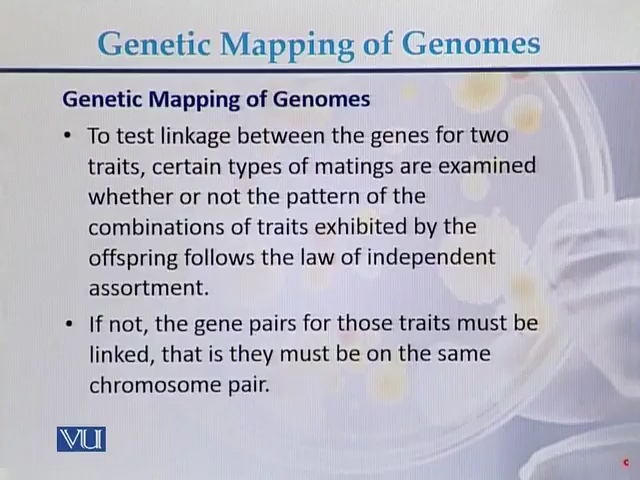 Genetic Mapping of Genomes
Genetic Mapping of Genomes
• To test linkage between the genes for two
traits, certain types of matings are examined
whether or not the pattern of the
combinations of traits exhibited by the
offspring follows the law of independent
assortment.
• If not, the gene pairs for those traits must be
linked, that is they must be on the same
chromosome pair.
VU
c